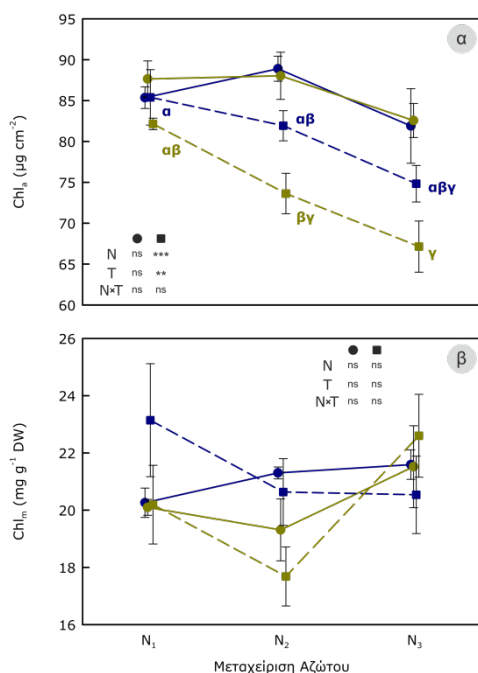 α
95
90
85
80
75
70
65
60
Chlₐ (μg cm⁻²)
α
αβ
αβ
βγ
αβγ
γ
N ns ***
T ns **
N×T ns ns
β
26
24
22
20
18
16
Chlₘ (mg g⁻¹ DW)
N ns ns
T ns ns
N×T ns ns
N₁ N₂ N₃
Μεταχείριση Αζώτου